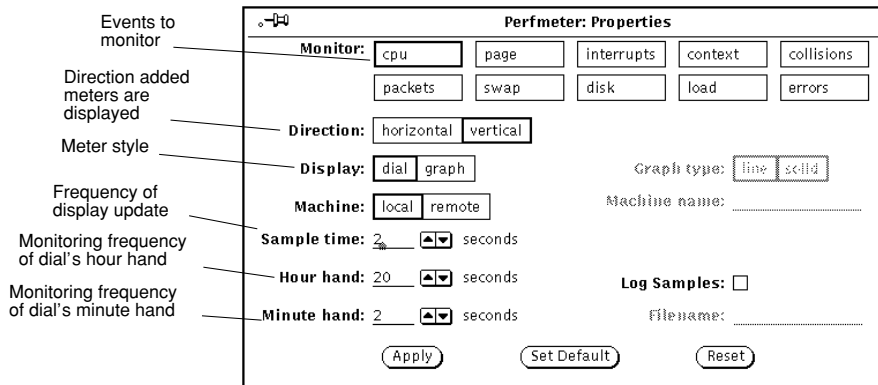 Events to
monitor
Direction added
meters are
displayed
Meter style
Frequency of
display update
Monitoring frequency
of dial's hour hand
Monitoring frequency
of dial's minute hand
Perfmeter: Properties
Monitor: cpu page interrupts context collisions
packets swap disk load errors
Direction: horizontal vertical
Display: dial graph Graph type: line solid
Machine: local remote Machine name:
Sample time: 2 seconds
Hour hand: 20 seconds Log Samples:
Minute hand: 2 seconds Filename:
Apply Set Default Reset